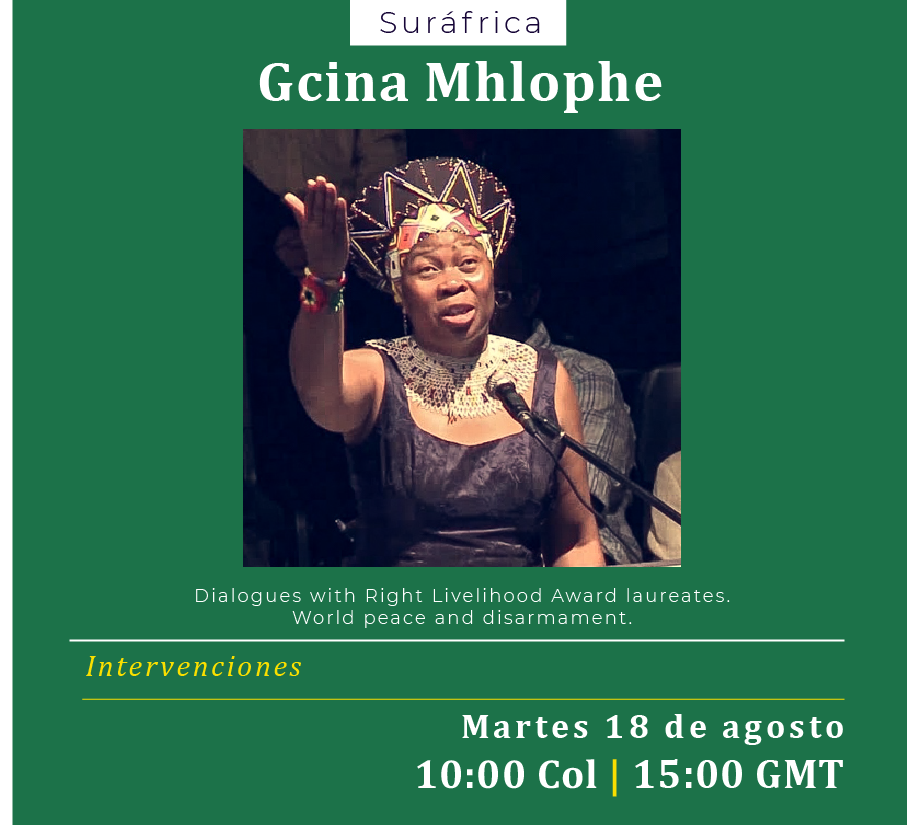 Suráfrica
Gcina Mhlophe
Dialogues with Right Livelihood Award laureates.
World peace and disarmament.
Intervenciones
Martes 18 de agosto
10:00 Col | 15:00 GMT